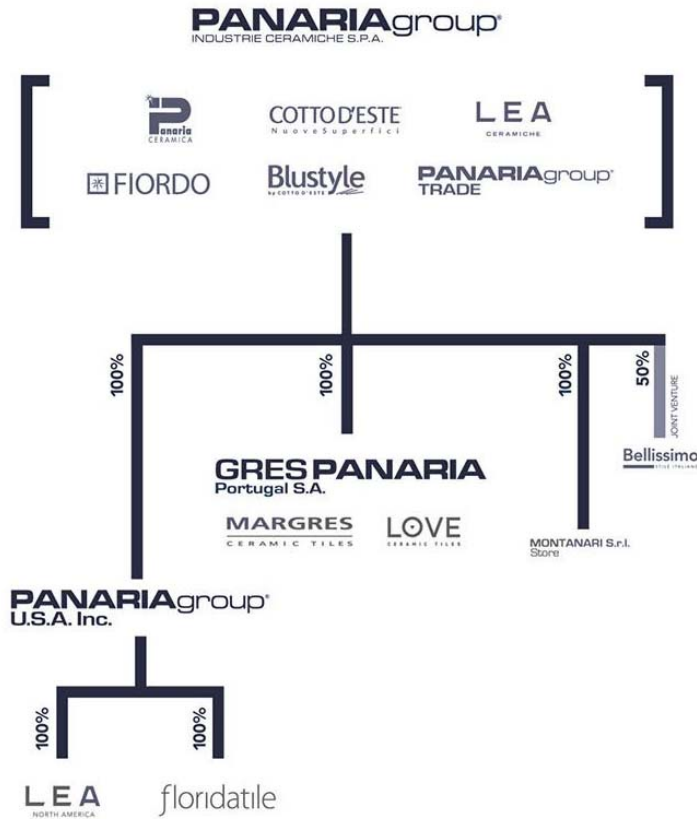 PANARIAgroup®
INDUSTRIE CERAMICHE S.P.A.
Panaria
CERAMICA
COTTO D'ESTE
NuoveSuperfici
LEA
CERAMICHE
FIORDO
Blustyle
by COTTO D'ESTE
PANARIAgroup®
TRADE
100%
100%
100%
50%
JOINT VENTURE
GRES PANARIA
Portugal S.A.
MARGRES
CERAMIC TILES
LOVE
CERAMIC TILES
MONTANARI S.r.l.
Store
Bellissimo
STILE ITALIANO
PANARIAgroup®
U.S.A. Inc.
100%
100%
LEA
NORTH AMERICA
floridatile